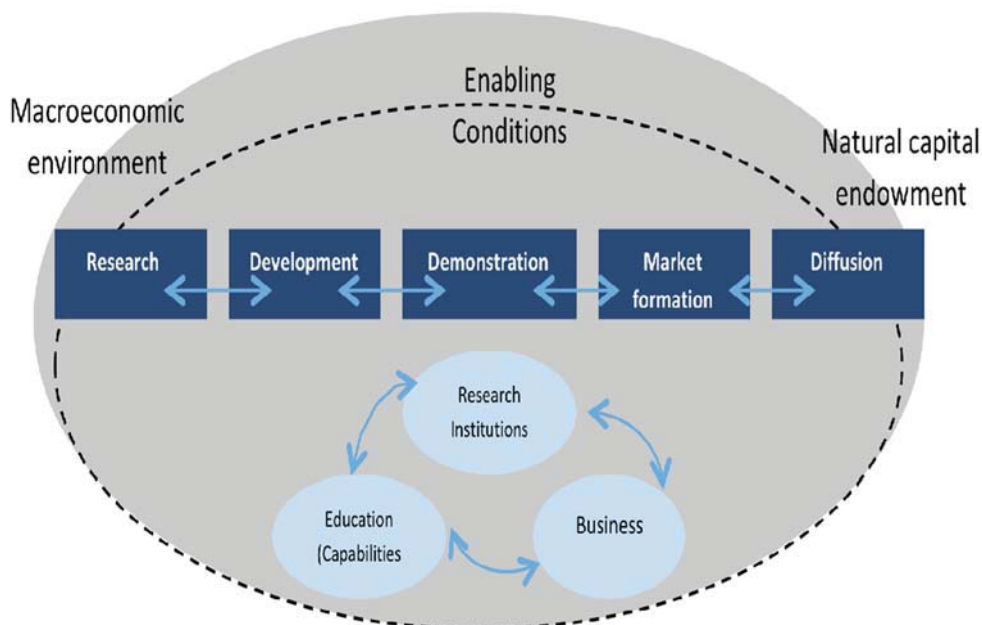 Enabling
Conditions
Macroeconomic
environment
Natural capital
endowment
Research
Development
Demonstration
Market
formation
Diffusion
Research
Institutions
Education
(Capabilities
Business